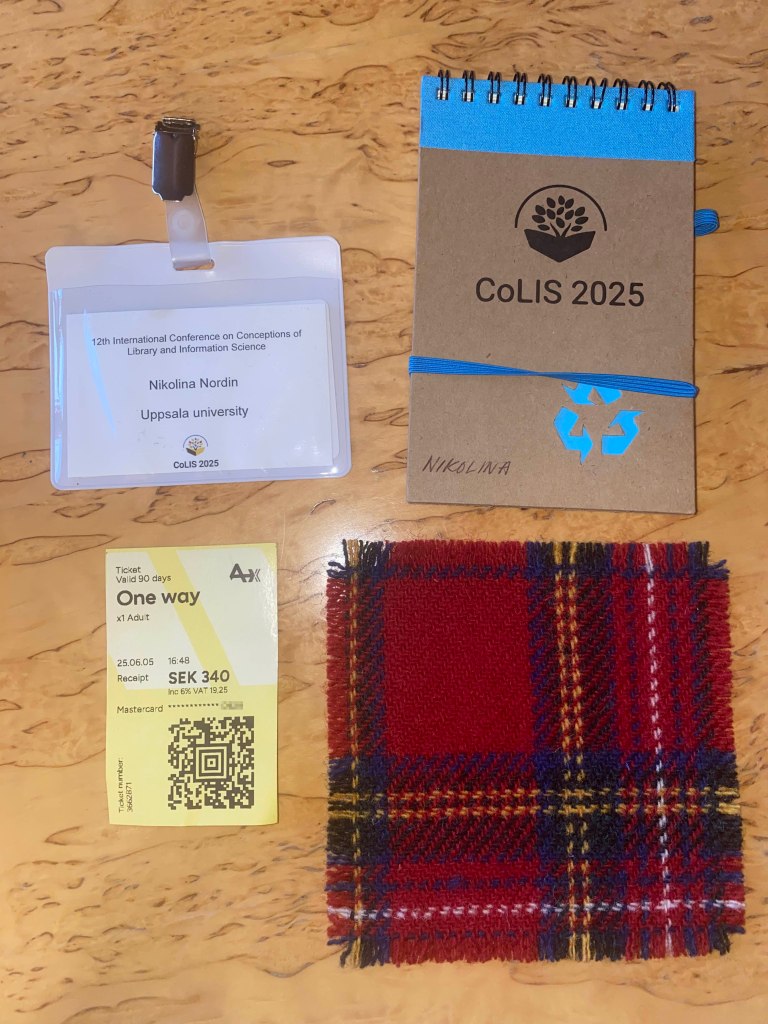 12th International Conference on Conceptions of
Library and Information Science
Nikolina Nordin
Uppsala university
CoLIS 2025
CoLIS 2025
NIKOLINA
Ticket
Valid 90 days
One way
x1 Adult
25.06.05 16:48
Receipt SEK 340
Inc 6% VAT 19,25
Mastercard ************
Ticket number:
3662871